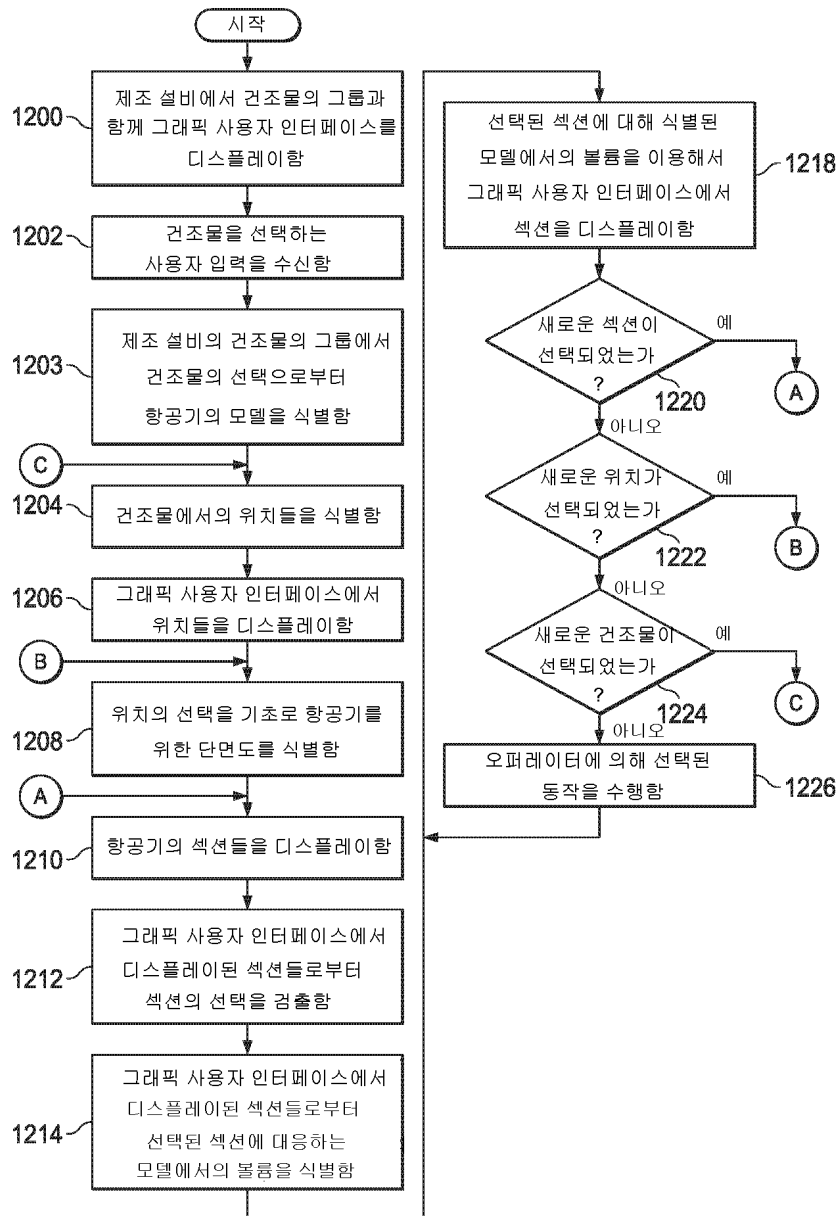 시작
1200
제조 설비에서 건조물의 그룹과
함께 그래픽 사용자 인터페이스를
디스플레이함
1202
건조물을 선택하는
사용자 입력을 수신함
1203
제조 설비의 건조물의 그룹에서
건조물의 선택으로부터
항공기의 모델을 식별함
C
1204
건조물에서의 위치들을 식별함
1206
그래픽 사용자 인터페이스에서
위치들을 디스플레이함
B
1208
위치의 선택을 기초로 항공기를
위한 단면도를 식별함
A
1210
항공기의 섹션들을 디스플레이함
1212
그래픽 사용자 인터페이스에서
디스플레이된 섹션들로부터
섹션의 선택을 검출함
1214
그래픽 사용자 인터페이스에서
디스플레이된 섹션들로부터
선택된 섹션에 대응하는
모델에서의 볼륨을 식별함
선택된 섹션에 대해 식별된
모델에서의 볼륨을 이용해서
그래픽 사용자 인터페이스에서
섹션을 디스플레이함
1218
새로운 섹션이
선택되었는가
?
1220
예
A
아니오
새로운 위치가
선택되었는가
?
1222
예
B
아니오
새로운 건조물이
선택되었는가
?
1224
예
C
아니오
오퍼레이터에 의해 선택된
동작을 수행함
1226